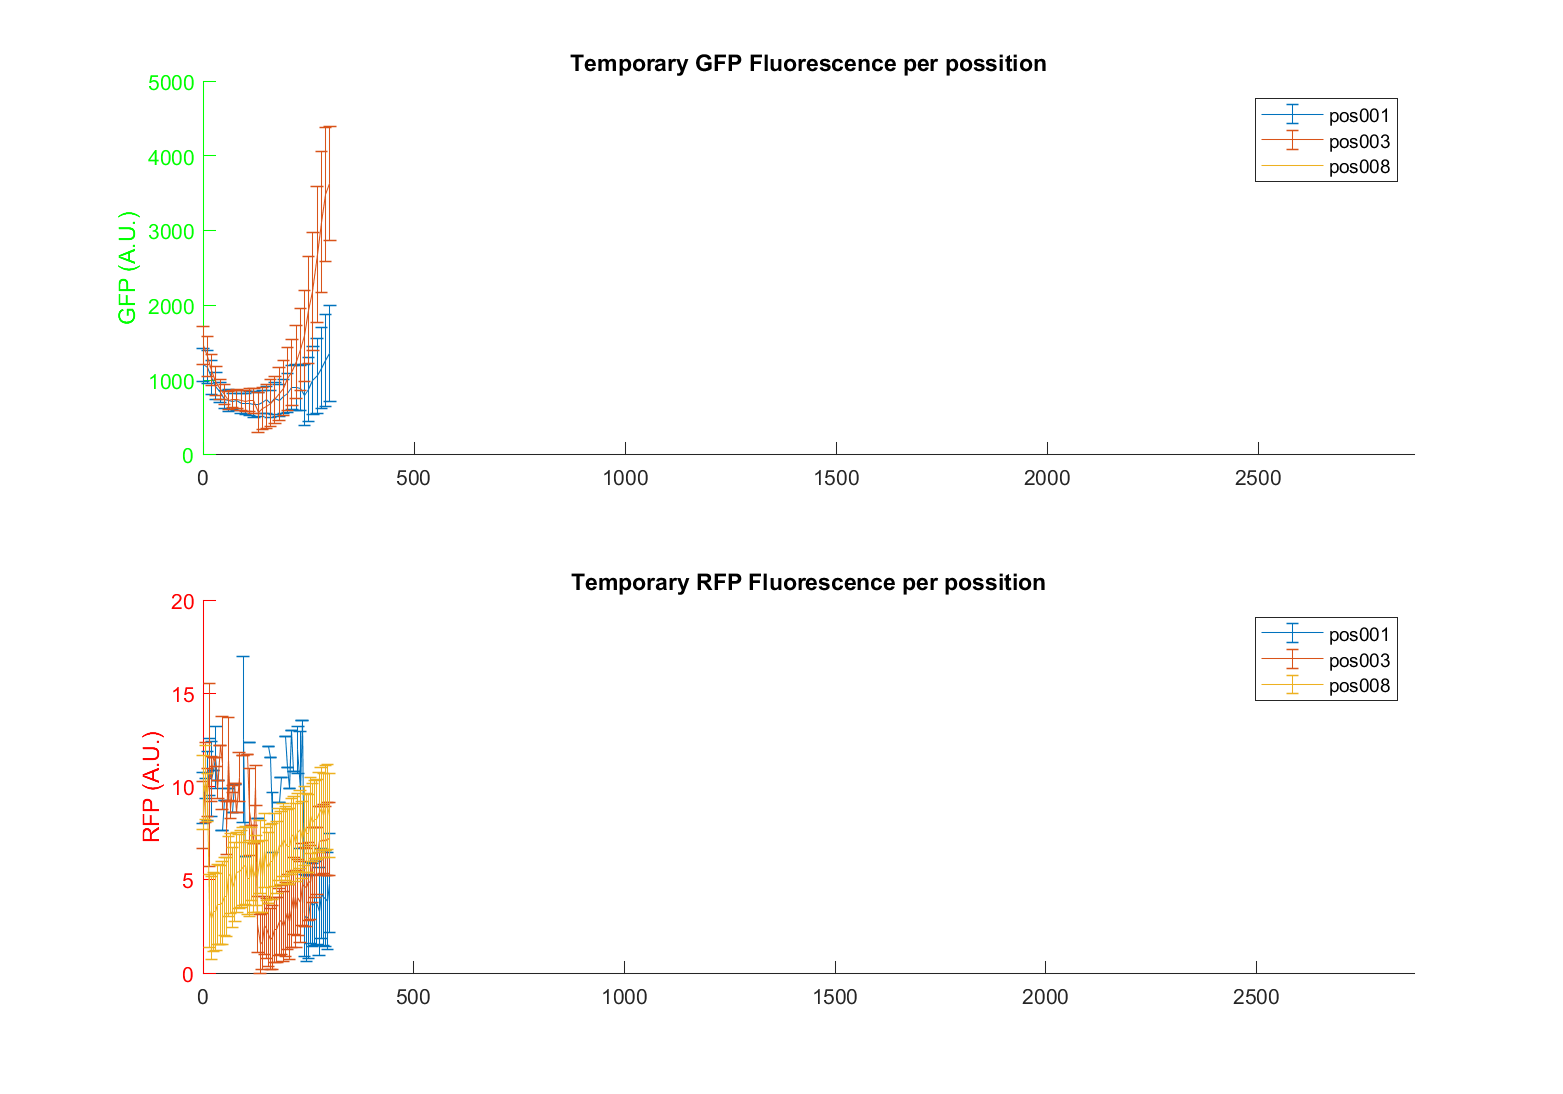 Temporary GFP Fluorescence per possition
5000
4000
3000
2000
1000
0
GFP (A.U.)
pos001
pos003
pos008
0 500 1000 1500 2000 2500
Temporary RFP Fluorescence per possition
20
15
10
5
0
RFP (A.U.)
pos001
pos003
pos008
0 500 1000 1500 2000 2500